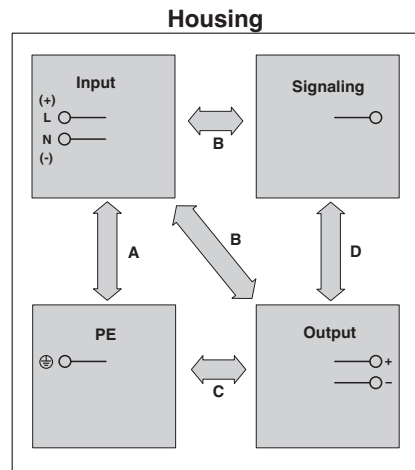 Housing
Input
(+)
L
N
(-)
Signaling
B
A
B
D
PE
C
Output
+
–